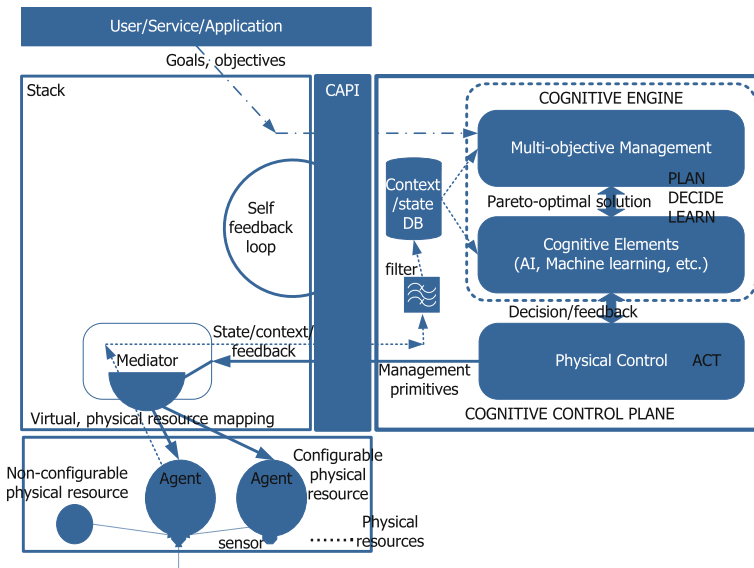 User/Service/Application
Goals, objectives
Stack
CAPI
COGNITIVE ENGINE
Multi-objective Management
PLAN
DECIDE
LEARN
Pareto-optimal solution
Context
/state
DB
Self
feedback
loop
Cognitive Elements
(AI, Machine learning, etc.)
filter
Decision/feedback
State/context/
feedback
Mediator
Physical Control
ACT
Management
primitives
COGNITIVE CONTROL PLANE
Virtual, physical resource mapping
Non-configurable
physical resource
Agent
Agent
Configurable
physical
resource
sensor
Physical
resources